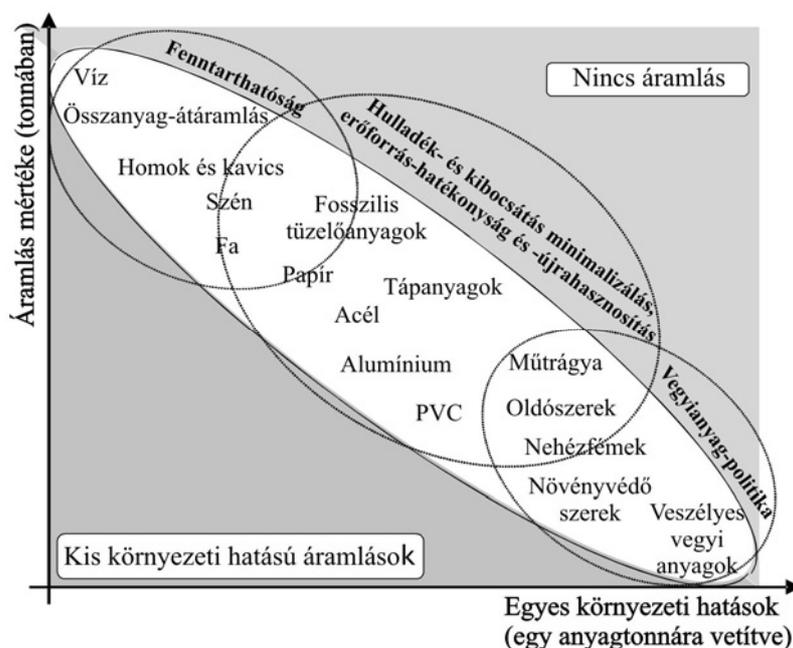 Áramlás mértéke (tonnában)
Nincs áramlás
Fenntarthatóság
Hulladék- és kibocsátás minimalizálás,
erőforrás-hatékonyság és -újrahasznosítás
Vegyianyag-politika
Víz
Összanyag-átáramlás
Homok és kavics
Szén
Fosszilis
tüzelőanyagok
Fa
Papír
Tápanyagok
Acél
Alumínium
Műtrágya
PVC
Oldószerek
Nehézfémek
Növényvédő
szerek
Veszélyes
vegyi
anyagok
Kis környezeti hatású áramlások
Egyes környezeti hatások
(egy anyagtonnára vetítve)